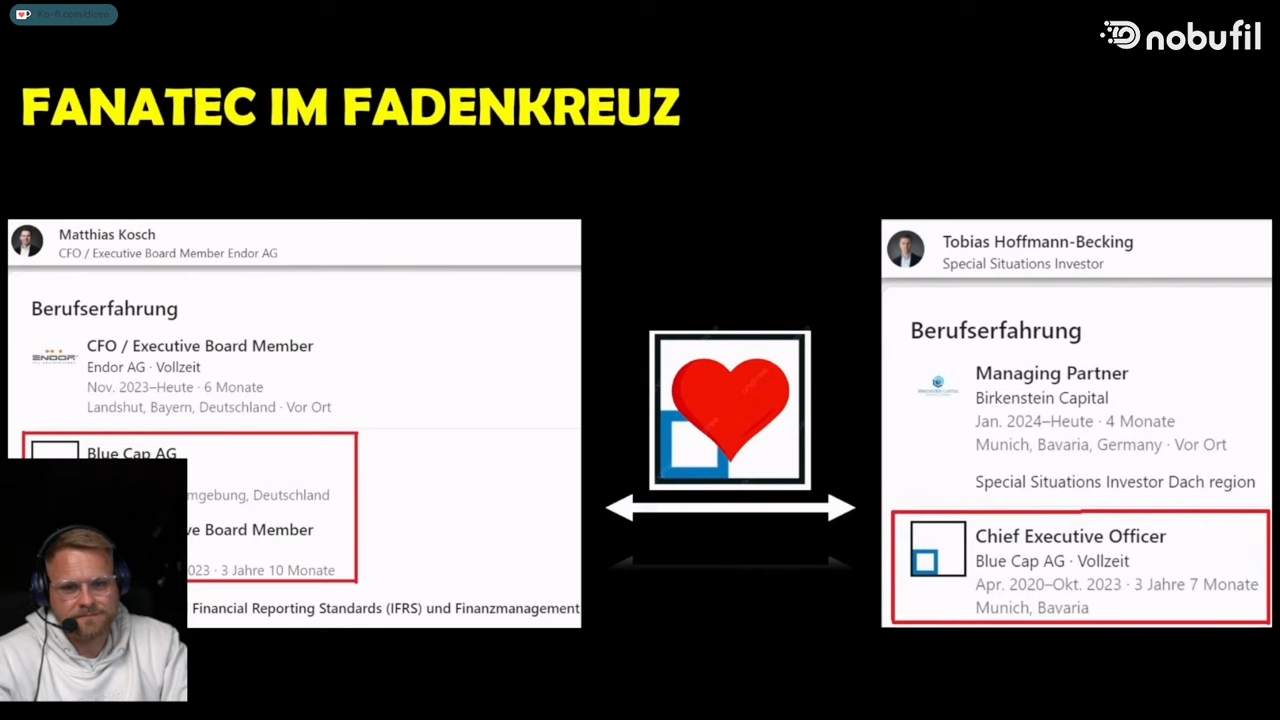 Ko-fi.com/dizee
nobufil
FANATEC IM FADENKREUZ
Matthias Kosch
CFO / Executive Board Member Endor AG
Berufserfahrung
ENDOR
CFO / Executive Board Member
Endor AG · Vollzeit
Nov. 2023–Heute · 6 Monate
Landshut, Bayern, Deutschland · Vor Ort
Blue Cap AG
mgebung, Deutschland
ve Board Member
023 · 3 Jahre 10 Monate
Financial Reporting Standards (IFRS) und Finanzmanagement
Tobias Hoffmann-Becking
Special Situations Investor
Berufserfahrung
Managing Partner
Birkenstein Capital
Jan. 2024–Heute · 4 Monate
Munich, Bavaria, Germany · Vor Ort
Special Situations Investor Dach region
Chief Executive Officer
Blue Cap AG · Vollzeit
Apr. 2020–Okt. 2023 · 3 Jahre 7 Monate
Munich, Bavaria